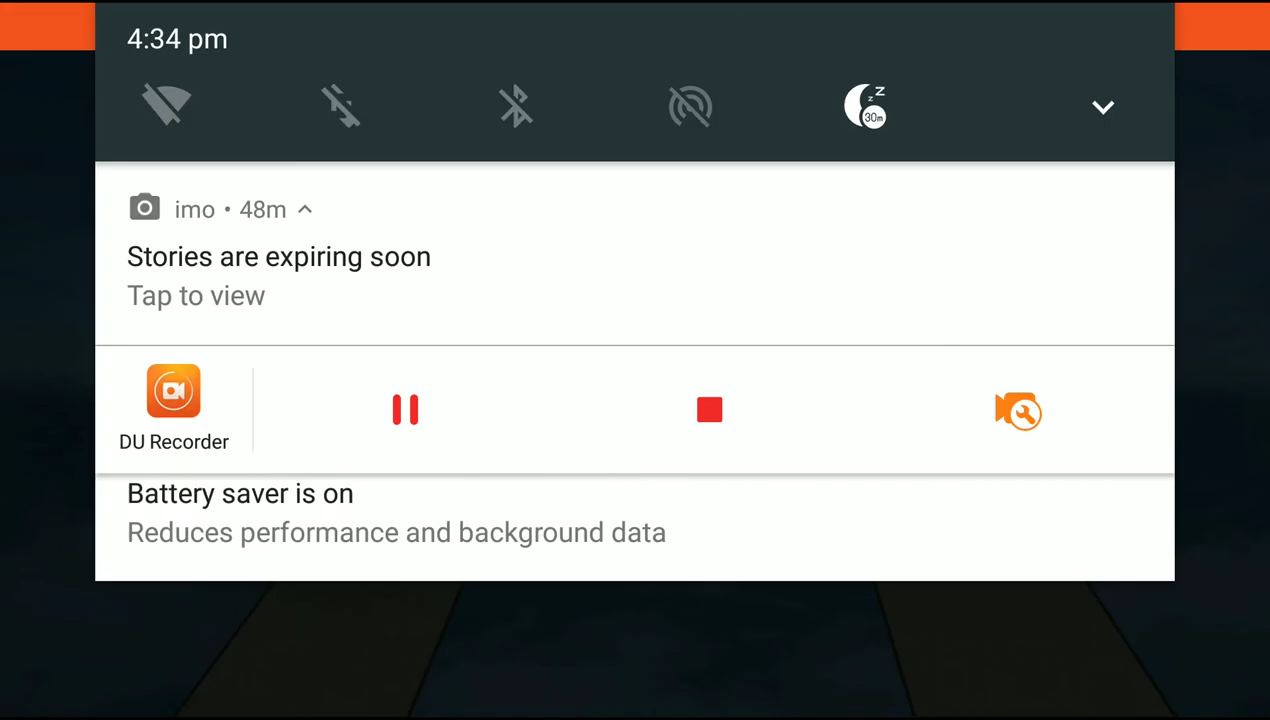 4:34 pm
z z
30m
imo • 48m
Stories are expiring soon
Tap to view
DU Recorder
Battery saver is on
Reduces performance and background data